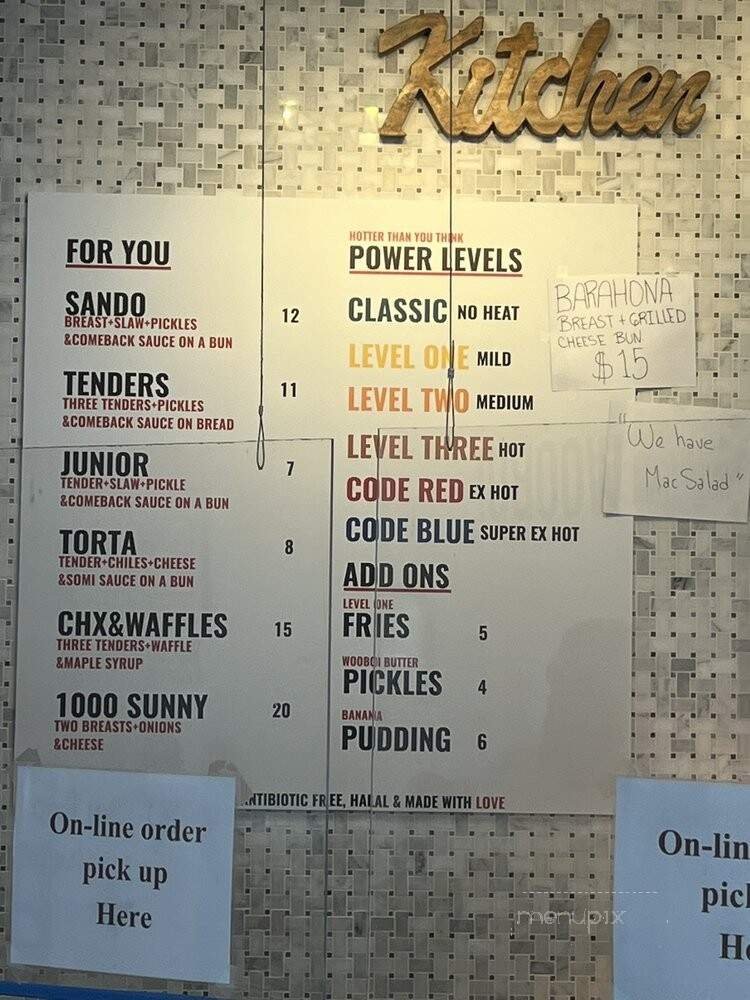 Kitchen
FOR YOU
SANDO 12
BREAST+SLAW+PICKLES
&COMEBACK SAUCE ON A BUN
TENDERS 11
THREE TENDERS+PICKLES
&COMEBACK SAUCE ON BREAD
JUNIOR 7
TENDER+SLAW+PICKLE
&COMEBACK SAUCE ON A BUN
TORTA 8
TENDER+CHILES+CHEESE
&SOMI SAUCE ON A BUN
CHX&WAFFLES 15
THREE TENDERS+WAFFLE
&MAPLE SYRUP
1000 SUNNY 20
TWO BREASTS+ONIONS
&CHEESE
HOTTER THAN YOU THINK
POWER LEVELS
CLASSIC NO HEAT
LEVEL ONE MILD
LEVEL TWO MEDIUM
LEVEL THREE HOT
CODE RED EX HOT
CODE BLUE SUPER EX HOT
ADD ONS
LEVEL ONE
FRIES 5
WOOBOI BUTTER
PICKLES 4
BANANA
PUDDING 6
ANTIBIOTIC FREE, HALAL & MADE WITH LOVE
BARAHONA
BREAST + GRILLED
CHEESE BUN
$15
"We have
Mac Salad"
On-line order
pick up
Here
On-lin
pic
He
menupix